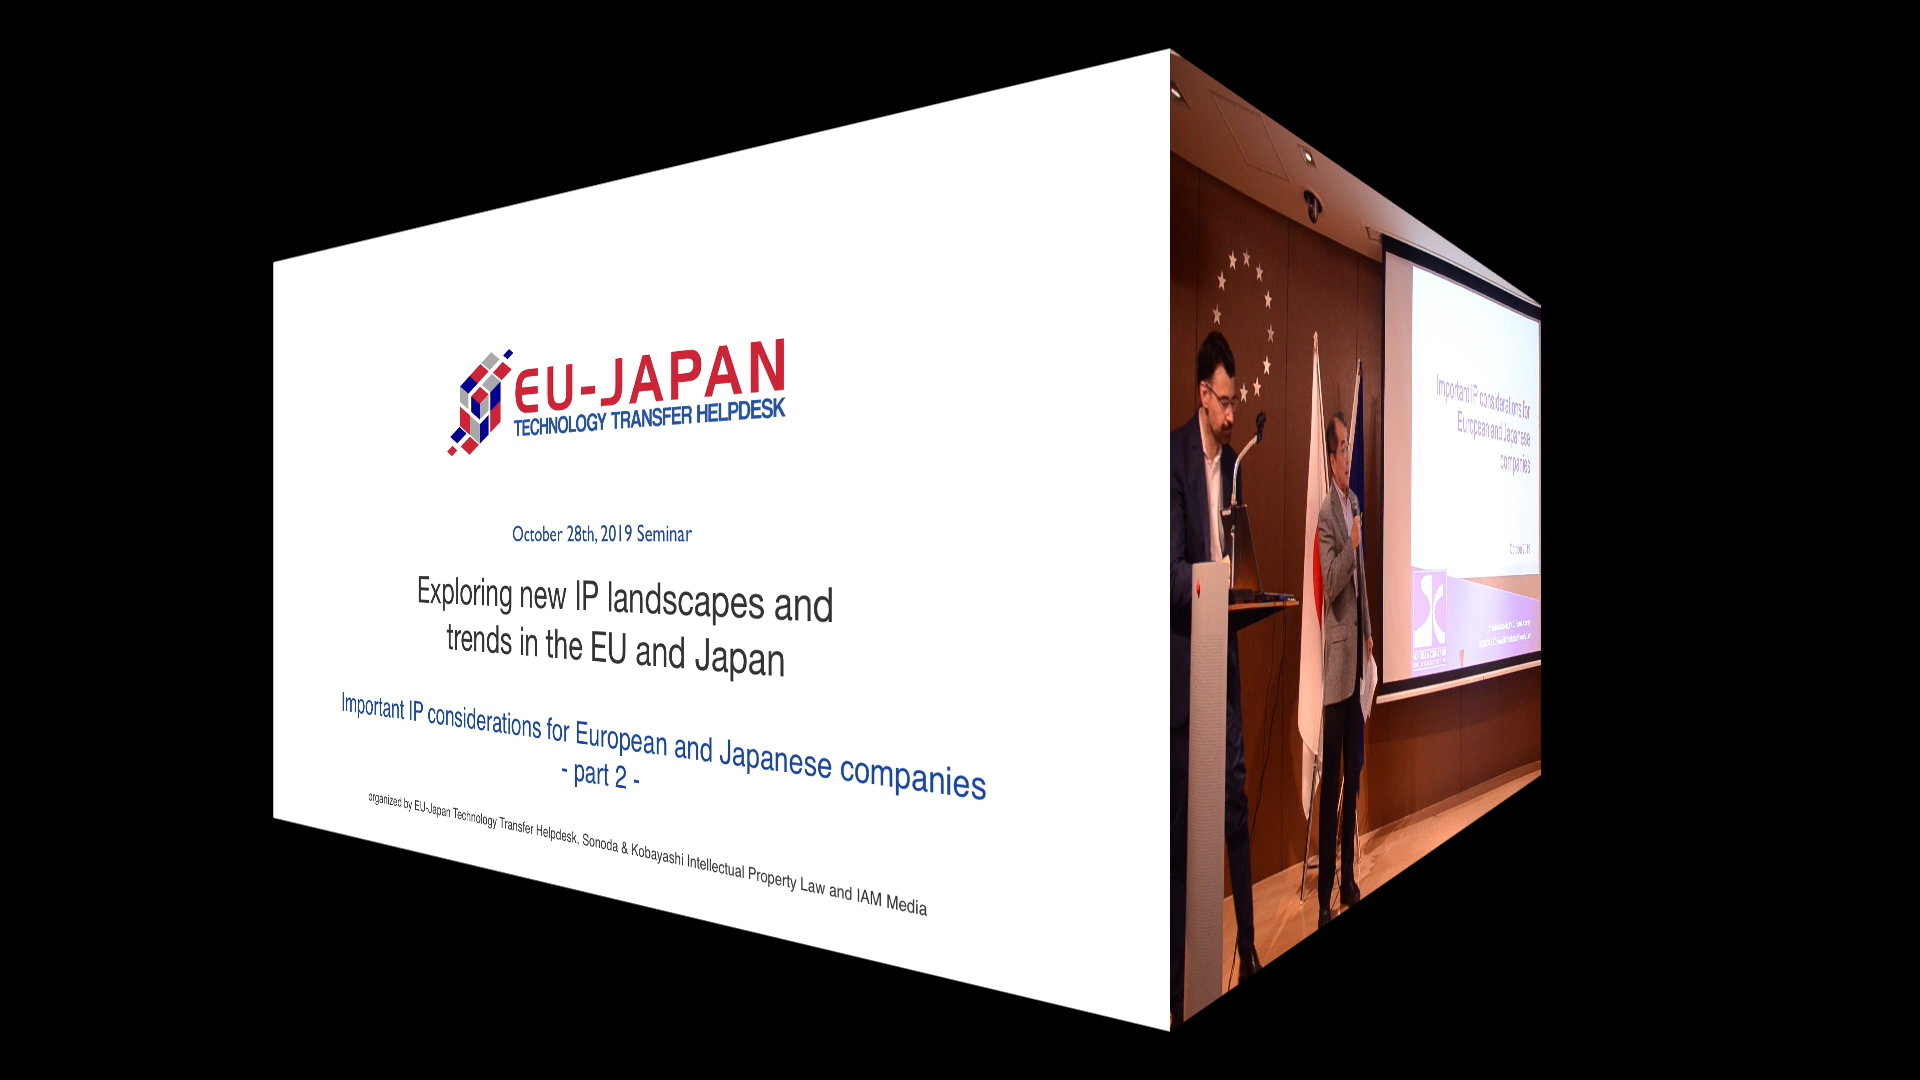 EU-JAPAN
TECHNOLOGY TRANSFER HELPDESK
October 28th, 2019 Seminar
Exploring new IP landscapes and
trends in the EU and Japan
Important IP considerations for European and Japanese companies
- part 2 -
organized by EU-Japan Technology Transfer Helpdesk, Sonoda & Kobayashi Intellectual Property Law and IAM Media
Important IP considerations for
European and Japanese
companies
October 2019